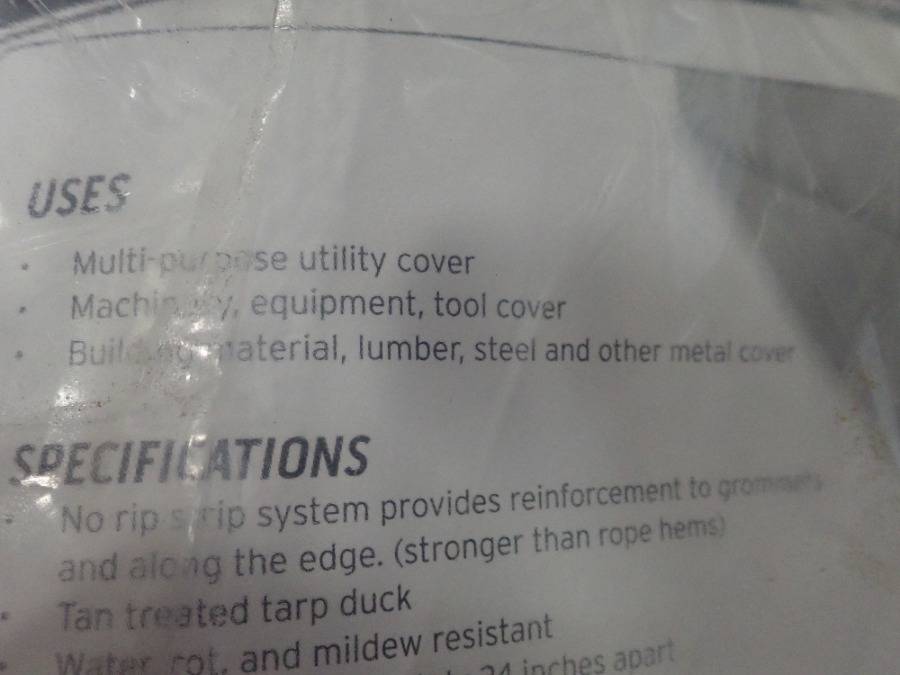 USES
• Multi-purpose utility cover
• Machinery, equipment, tool cover
• Building material, lumber, steel and other metal cover
SPECIFICATIONS
• No rip strip system provides reinforcement to grommets
and along the edge. (stronger than rope hems)
• Tan treated tarp duck
• Water, rot, and mildew resistant
24 inches apart